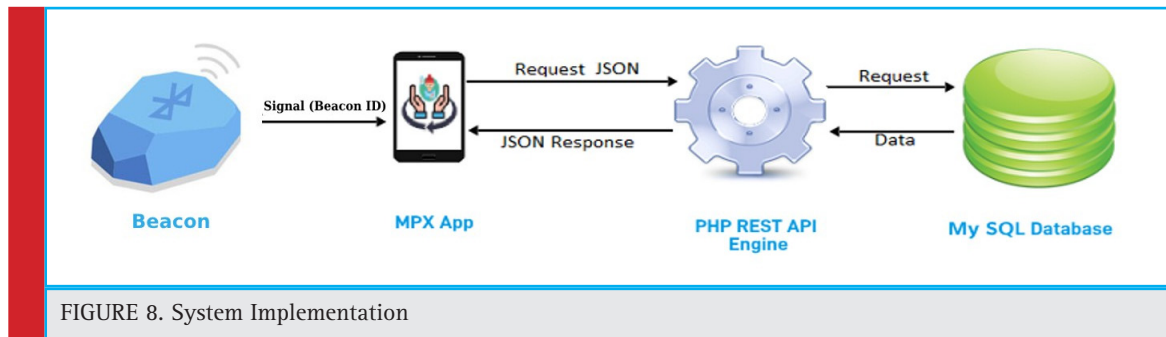 Signal (Beacon ID)
Request JSON
JSON Response
Request
Data
Beacon
MPX App
PHP REST API
Engine
My SQL Database
FIGURE 8. System Implementation